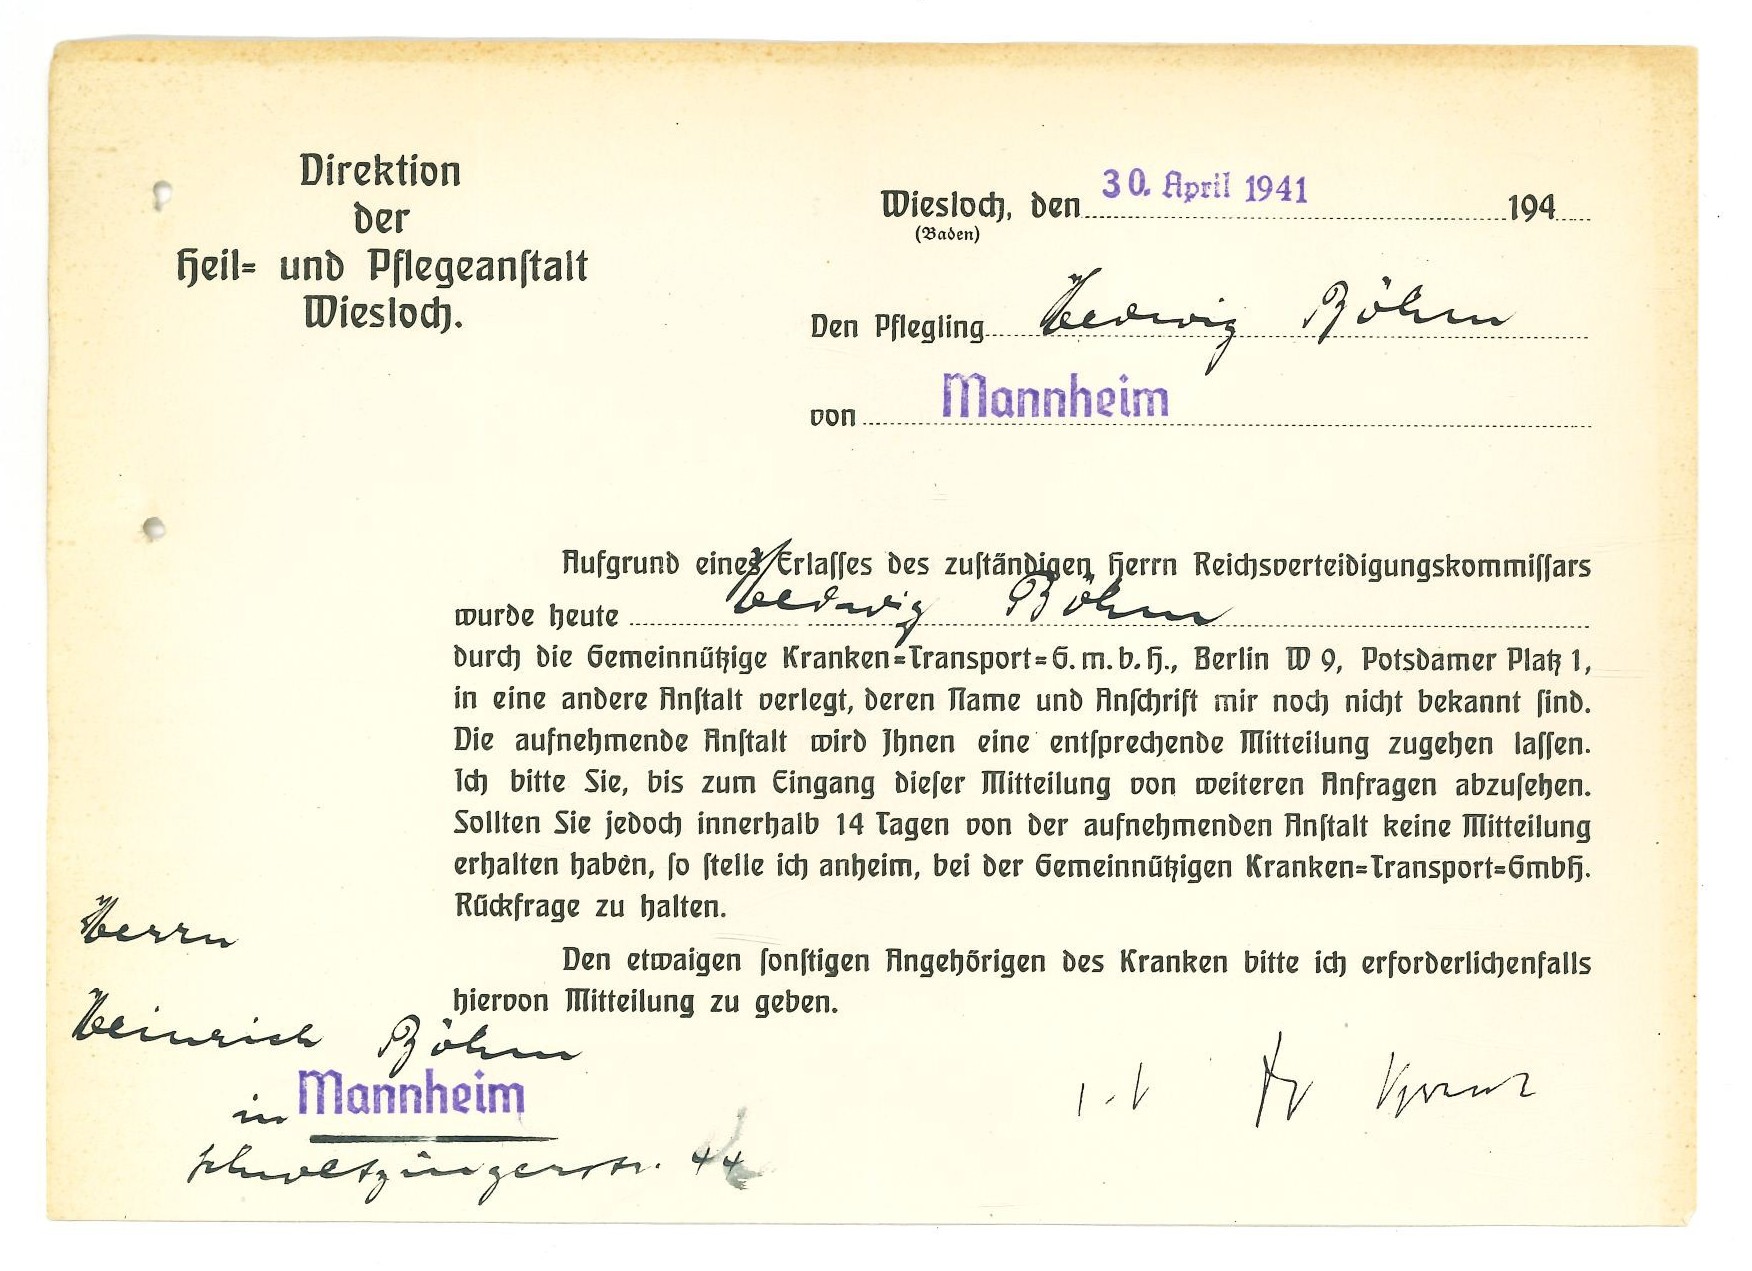 Direktion
der
Heil= und Pflegeanſtalt
Wiesloch.
Wiesloch, den 30. April 1941 194
(Baden)
Den Pflegling Hedwig Böhm
von Mannheim
Aufgrund eines Erlaſſes des zuſtändigen Herrn Reichsverteidigungskommiſſars
wurde heute Hedwig Böhm
durch die Gemeinnützige Kranken=Transport=G.m.b.H., Berlin W 9, Potsdamer Platz 1,
in eine andere Anſtalt verlegt, deren Name und Anſchrift mir noch nicht bekannt ſind.
Die aufnehmende Anſtalt wird Ihnen eine entſprechende Mitteilung zugehen laſſen.
Ich bitte Sie, bis zum Eingang dieſer Mitteilung von weiteren Anfragen abzuſehen.
Sollten Sie jedoch innerhalb 14 Tagen von der aufnehmenden Anſtalt keine Mitteilung
erhalten haben, ſo ſtelle ich anheim, bei der Gemeinnützigen Kranken=Transport=GmbH.
Rückfrage zu halten.
Den etwaigen ſonſtigen Angehörigen des Kranken bitte ich erforderlichenfalls
hiervon Mitteilung zu geben.
Herrn
Heinrich Böhm
in Mannheim
Schwetzingerstr. 44
i.V. Dr